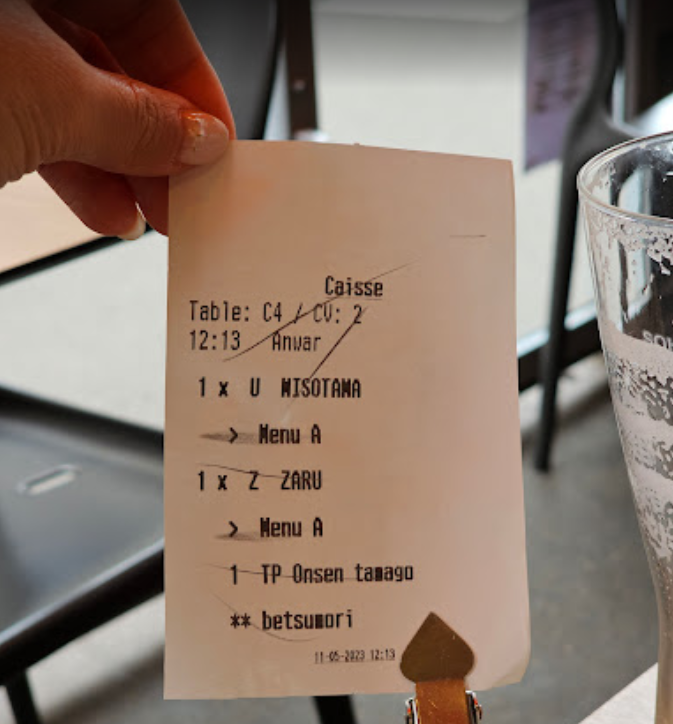 Caisse
Table: C4 / CV: 2
12:13 Anwar
1 x U MISOTAMA
> Menu A
1 x Z ZARU
> Menu A
1 TP Onsen tamago
** betsumori
11-05-2023 12:13